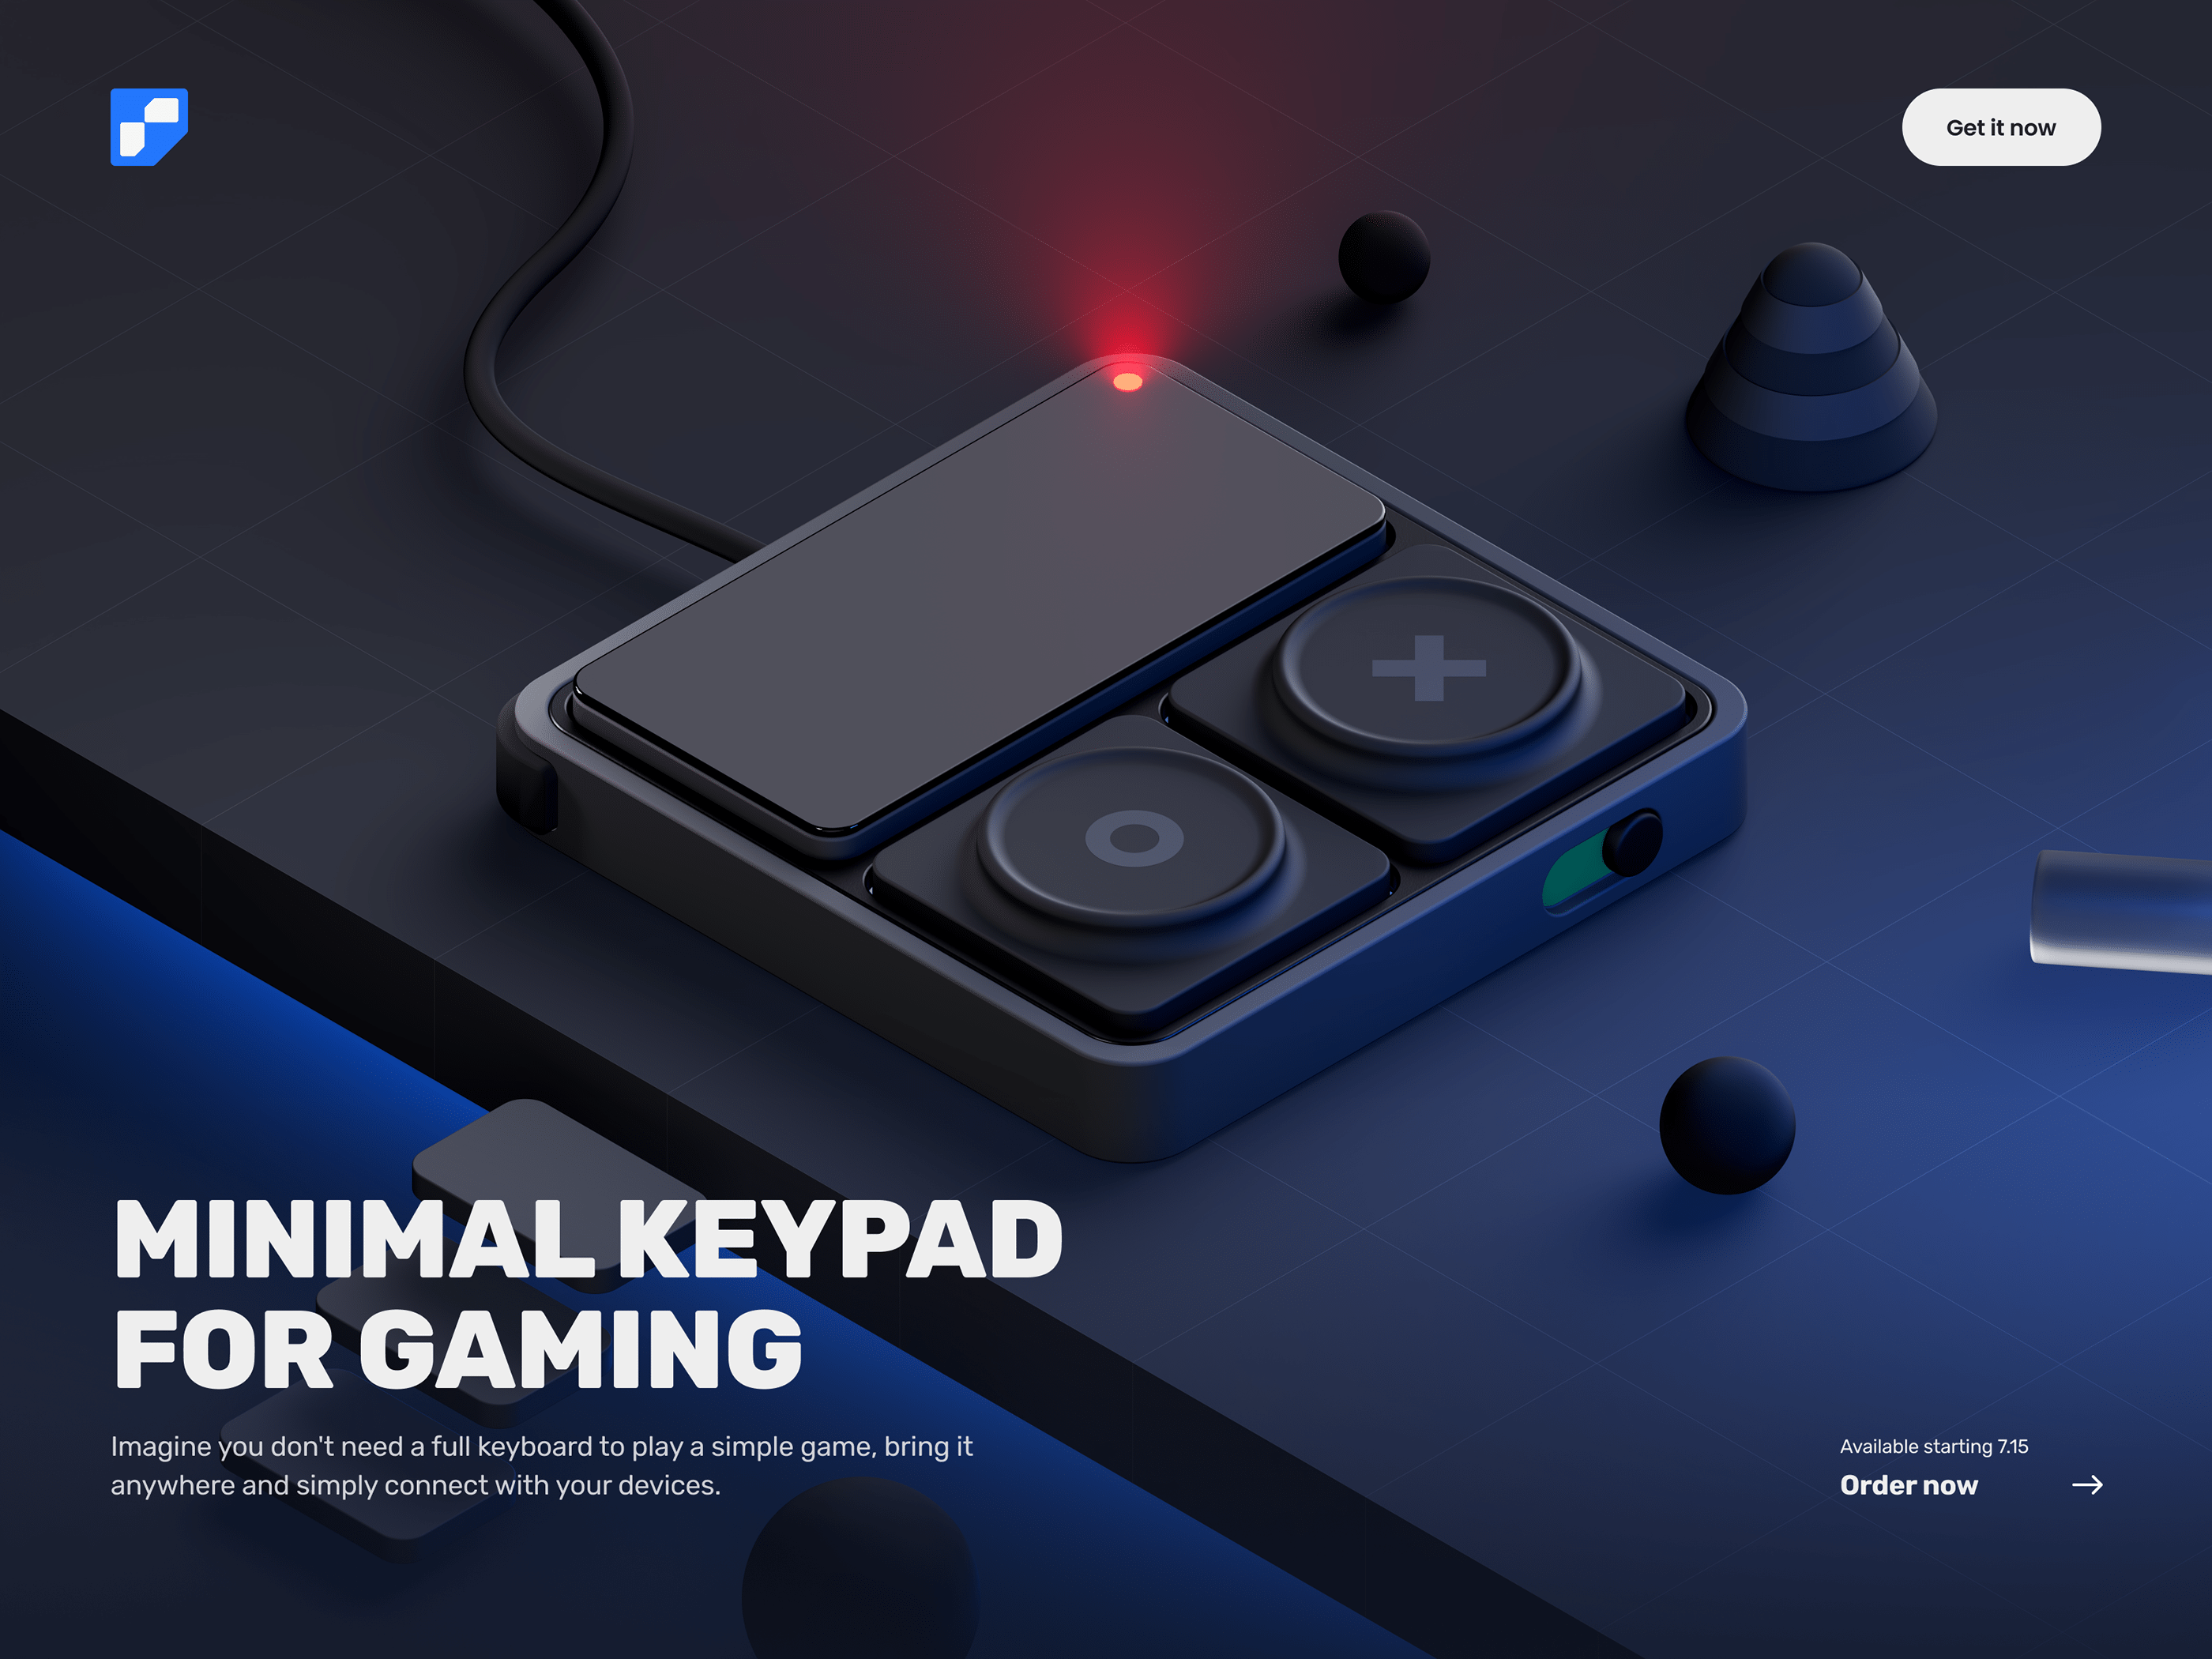 Get it now
MINIMAL KEYPAD
FOR GAMING
Imagine you don't need a full keyboard to play a simple game, bring it
anywhere and simply connect with your devices.
Available starting 7.15
Order now